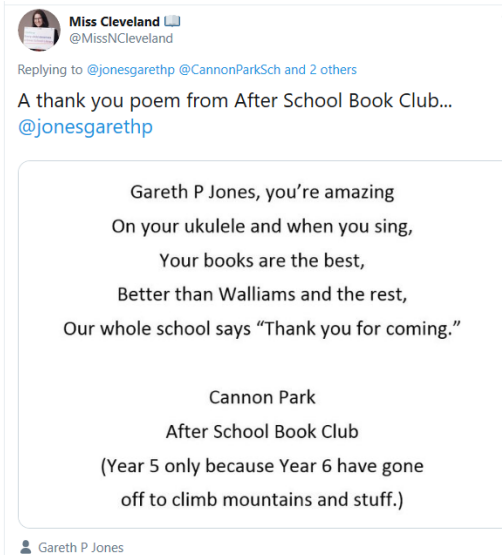 Miss Cleveland
@MissNCleveland
Replying to @jonesgarethp @CannonParkSch and 2 others
A thank you poem from After School Book Club...
@jonesgarethp
Gareth P Jones, you’re amazing
On your ukulele and when you sing,
Your books are the best,
Better than Walliams and the rest,
Our whole school says “Thank you for coming.”
Cannon Park
After School Book Club
(Year 5 only because Year 6 have gone
off to climb mountains and stuff.)
Gareth P Jones